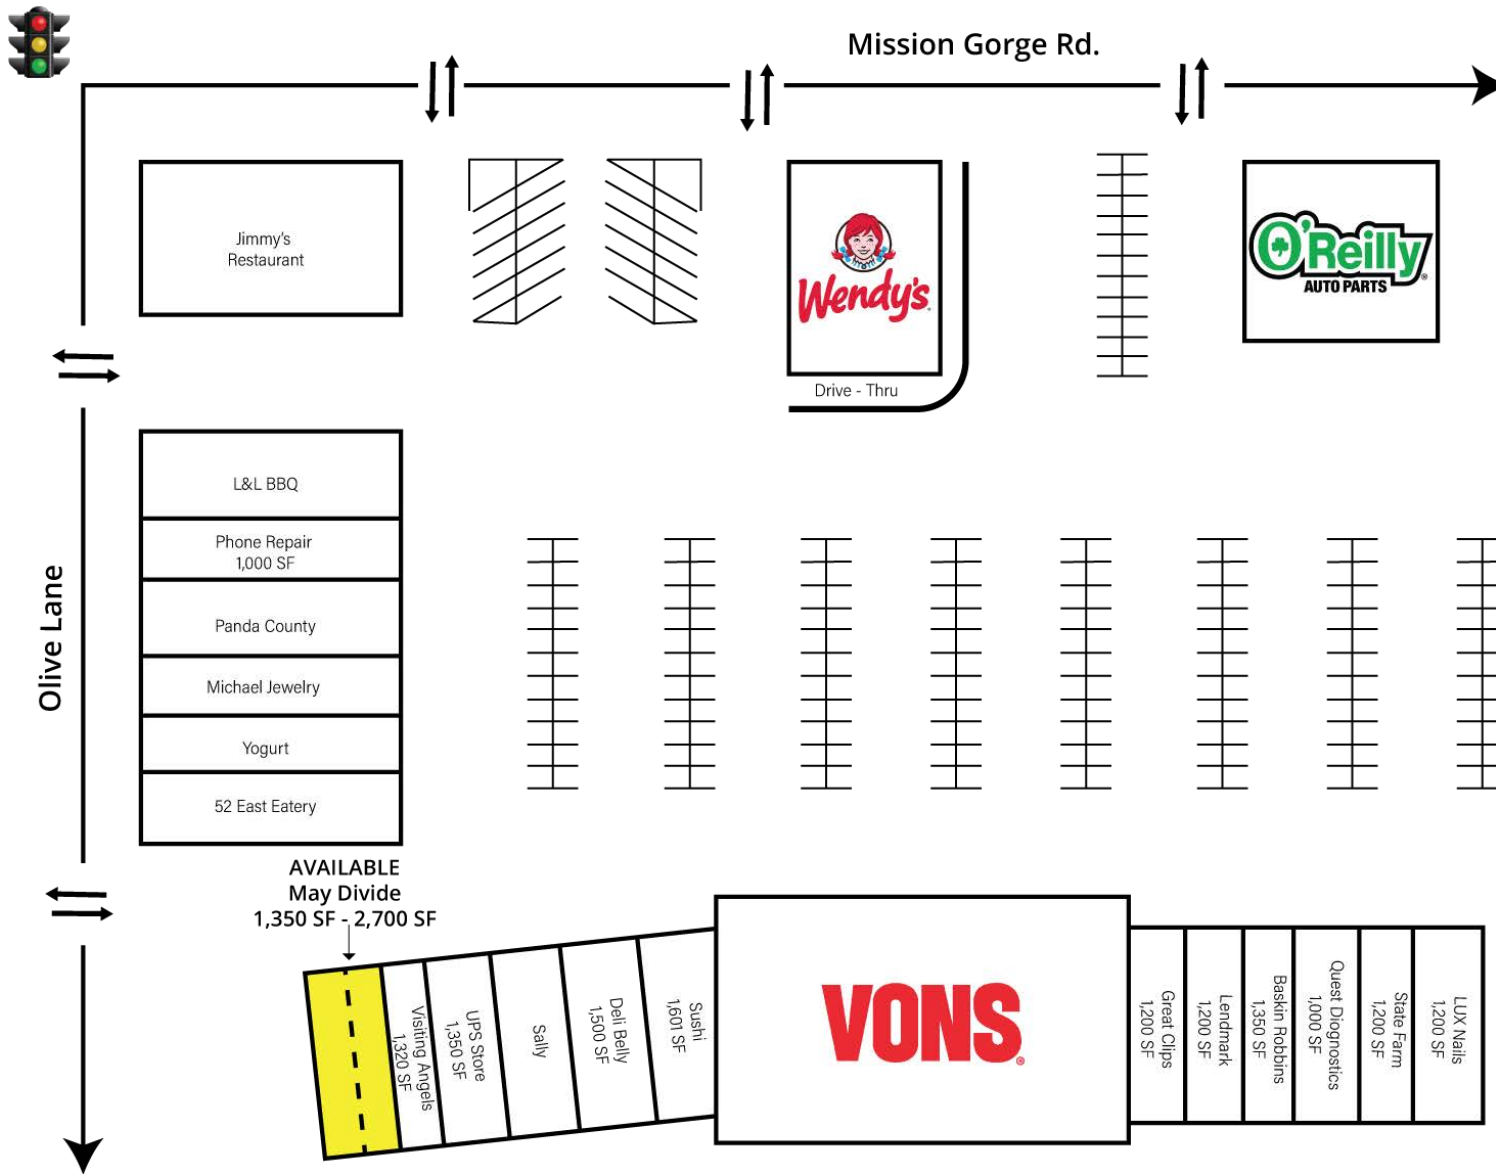 Mission Gorge Rd.
Jimmy's
Restaurant
Wendy's
Drive - Thru
O'Reilly®
AUTO PARTS
Olive Lane
L&L BBQ
Phone Repair
1,000 SF
Panda County
Michael Jewelry
Yogurt
52 East Eatery
AVAILABLE
May Divide
1,350 SF - 2,700 SF
Visiting Angels
1,320 SF
UPS Store
1,350 SF
Sally
Deli Belly
1,500 SF
Sushi
1,601 SF
VONS®
Great Clips
1,200 SF
Lendmark
1,200 SF
Baskin Robbins
1,350 SF
Quest Diognostics
1,000 SF
State Farm
1,200 SF
LUX Nails
1,200 SF